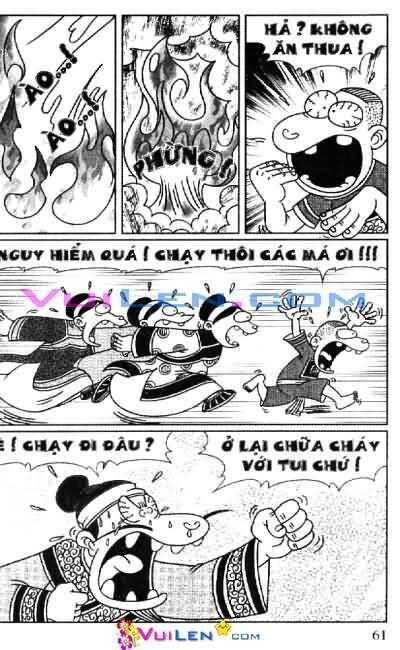 ÀO...!
ÀO...!
PHỪNG!
HẢ? KHÔNG
ĂN THUA!
NGUY HIỂM QUÁ! CHẠY THÔI CÁC MÁ ƠI!!!
VUILEN.COM
Ê! CHẠY ĐI ĐÂU?
Ở LẠI CHỮA CHÁY
VỚI TUI CHỨ!
61
VUILEN.COM